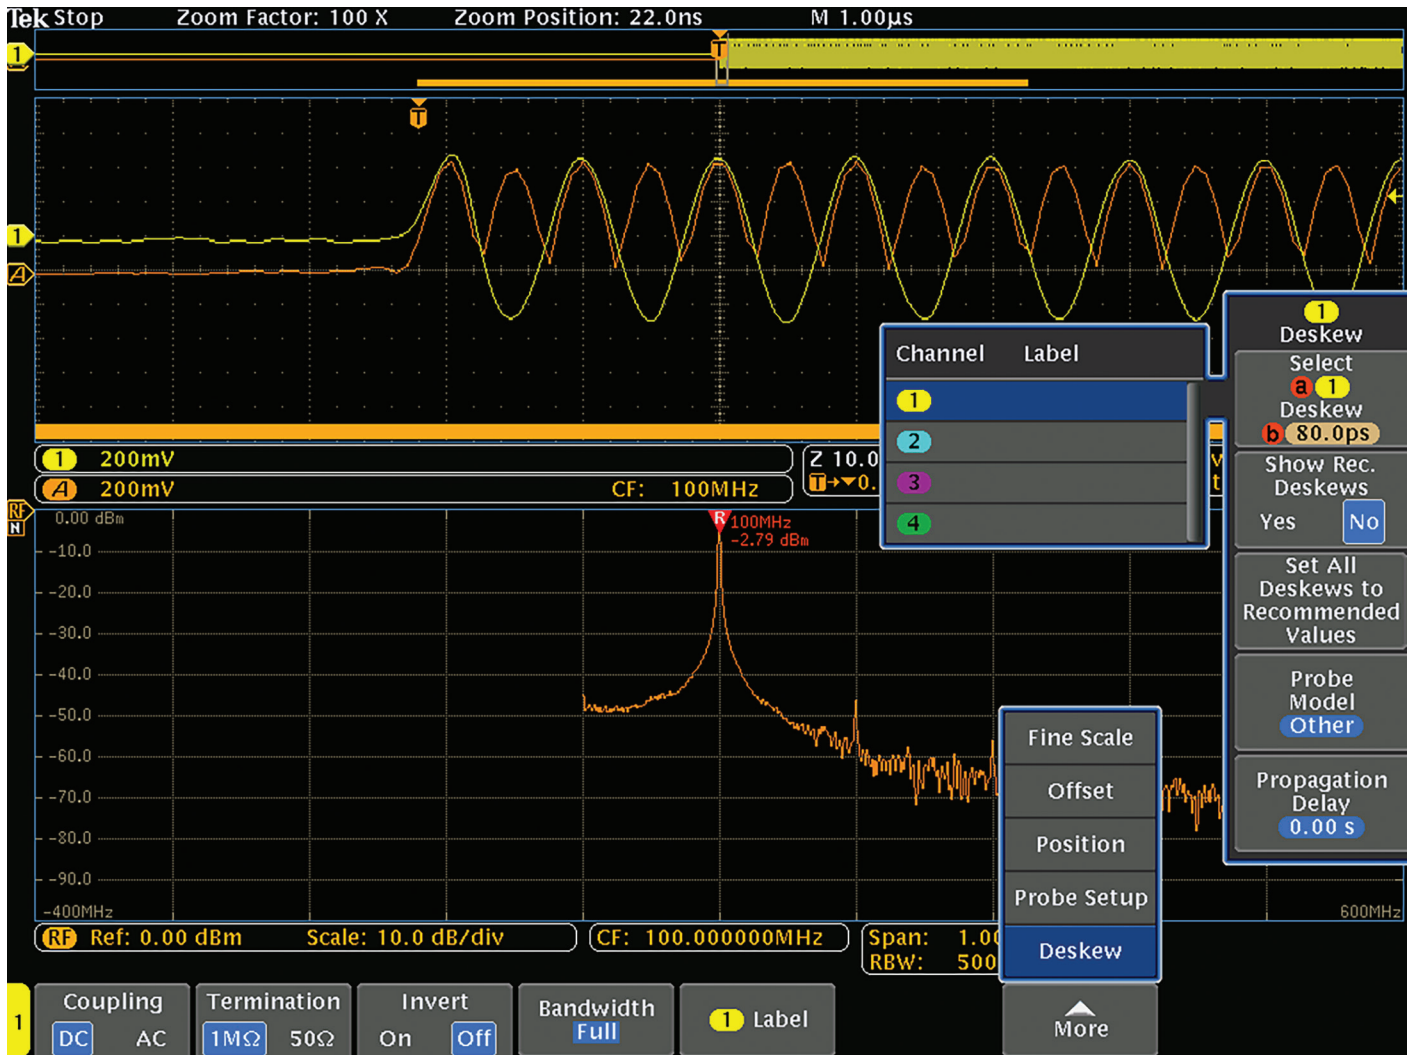 Tek Stop Zoom Factor: 100 X Zoom Position: 22.0ns M 1.00µs
T
1
T
1
A
1
Deskew
Channel Label
1
2
3
4
Select
a 1
Deskew
b 80.0ps
Show Rec.
Deskews
Yes No
Set All
Deskews to
Recommended
Values
Probe
Model
Other
Propagation
Delay
0.00 s
1 200mV
A 200mV CF: 100MHz
Z 10.0
T→▼0.
RF
N
0.00 dBm
R 100MHz
-2.79 dBm
-10.0
-20.0
-30.0
-40.0
-50.0
-60.0
-70.0
-80.0
-90.0
-400MHz 600MHz
Fine Scale
Offset
Position
Probe Setup
Deskew
RF Ref: 0.00 dBm Scale: 10.0 dB/div CF: 100.000000MHz Span: 1.00
RBW: 500
1
Coupling
DC AC
Termination
1MΩ 50Ω
Invert
On Off
Bandwidth
Full
1 Label
More